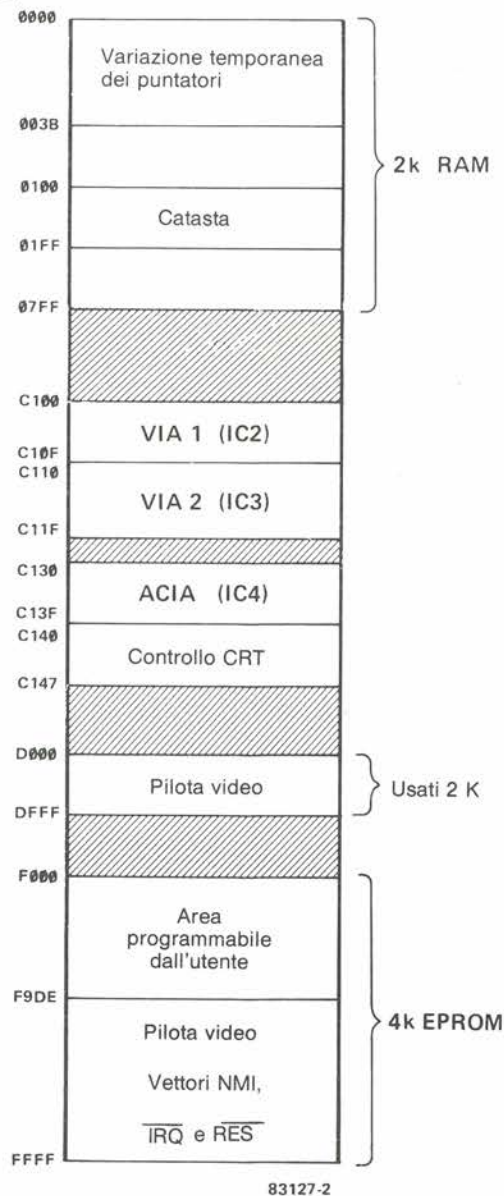 0000
Variazione temporanea
dei puntatori
003B
2k RAM
0100
Catasta
01FF
07FF
C100
VIA 1 (IC2)
C10F
C110
VIA 2 (IC3)
C11F
C130
ACIA (IC4)
C13F
C140
Controllo CRT
C147
D000
Pilota video
Usati 2 K
DFFF
F000
Area
programmabile
dall'utente
F9DE
4k EPROM
Pilota video
Vettori NMI,
IRQ e RES
FFFF
83127-2